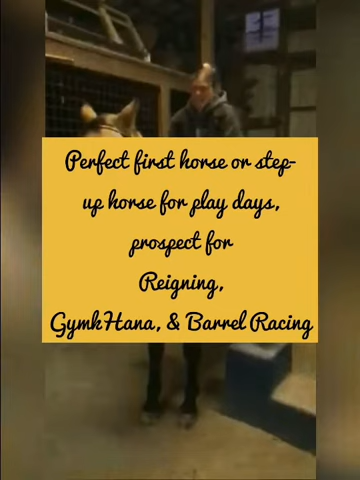 Perfect first horse or step-
up horse for play days,
prospect for
Reigning,
GymkHana, & Barrel Racing